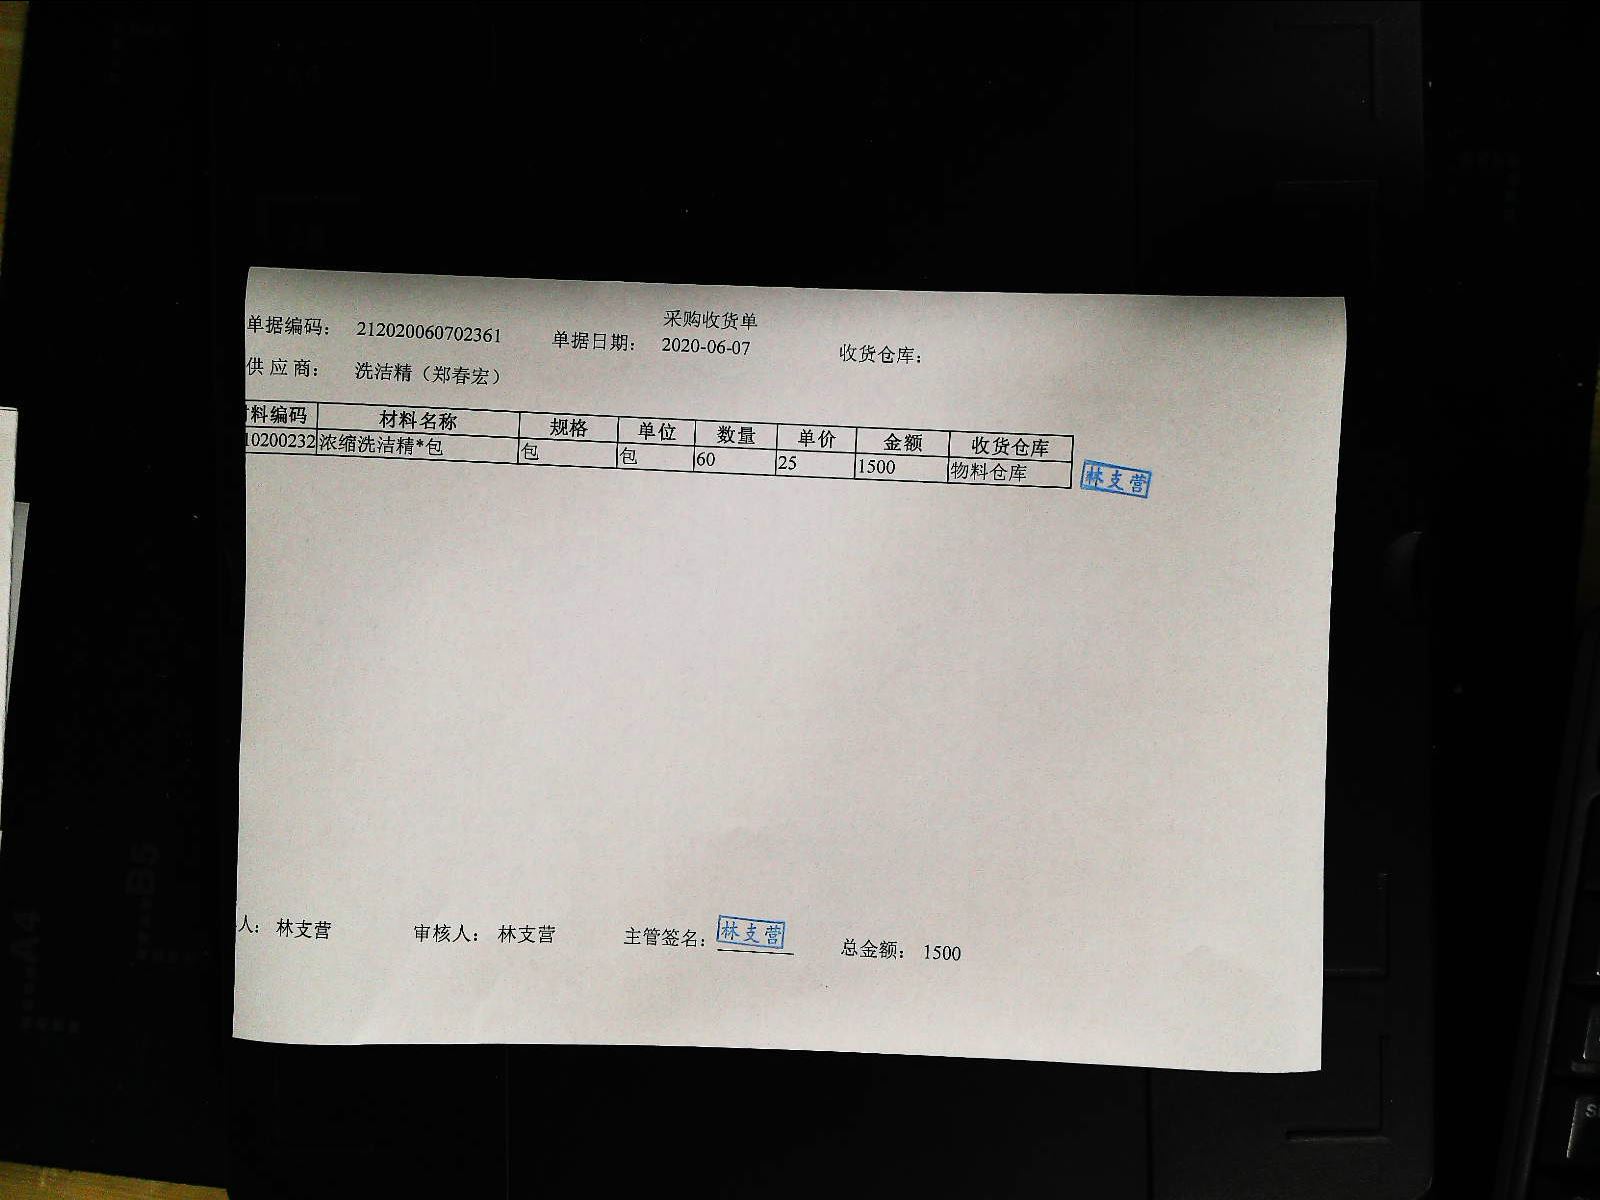 采购收货单
单据编码： 212020060702361 单据日期： 2020-06-07 收货仓库：
供 应 商： 洗洁精（郑春宏）
料编码 材料名称 规格 单位 数量 单价 金额 收货仓库
10200232 浓缩洗洁精*包 包 包 60 25 1500 物料仓库
林支营
人： 林支营 审核人： 林支营 主管签名： 林支营 总金额： 1500
B5
A4